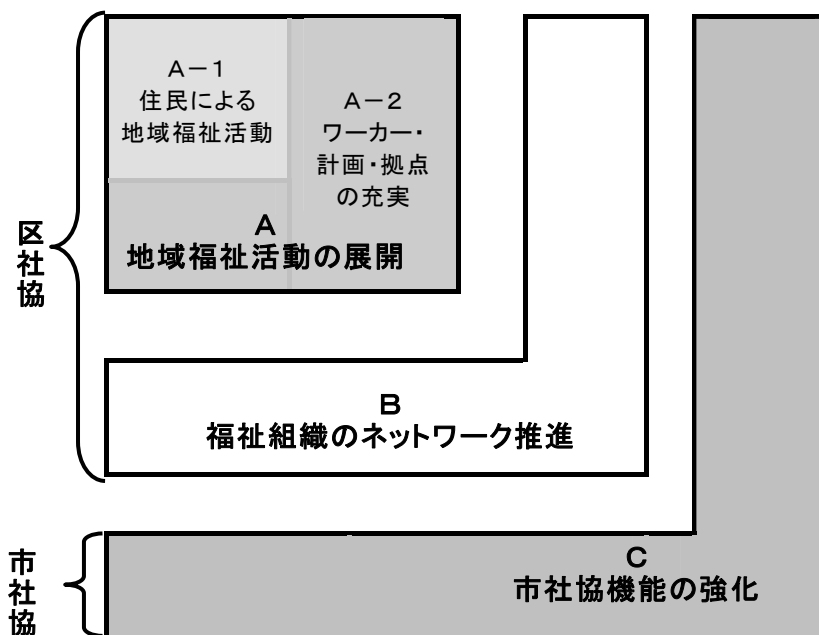 A－1
住民による
地域福祉活動
A－2
ワーカー・
計画・拠点
の充実
A
地域福祉活動の展開
区社協
B
福祉組織のネットワーク推進
市社協
C
市社協機能の強化